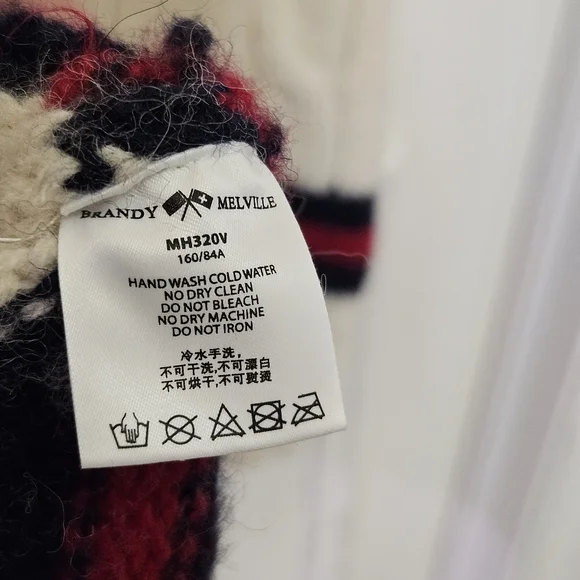 BRANDY MELVILLE
MH320V
160/84A
HAND WASH COLD WATER
NO DRY CLEAN
DO NOT BLEACH
NO DRY MACHINE
DO NOT IRON
冷水手洗，
不可干洗，不可漂白
不可烘干，不可熨烫